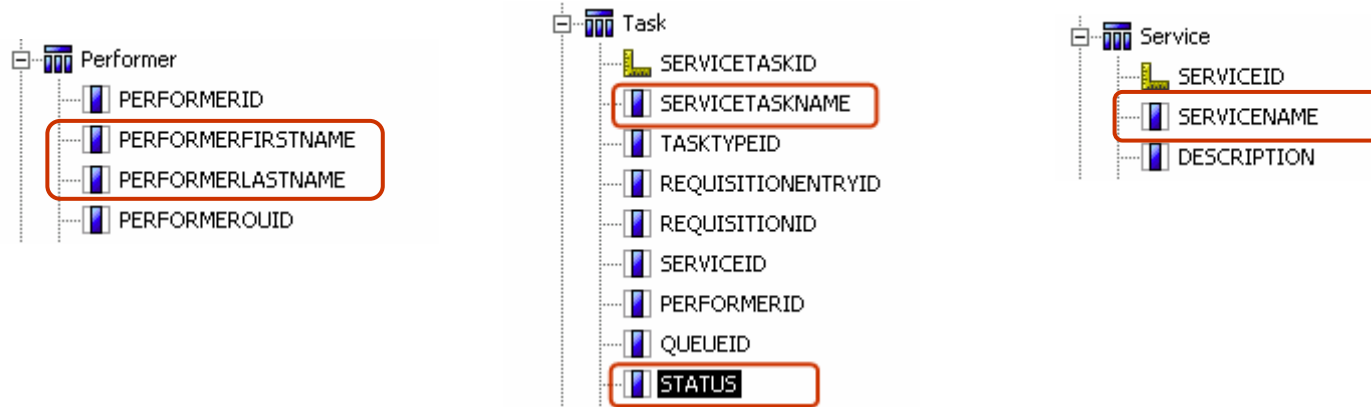 Performer
PERFORMERID
PERFORMERFIRSTNAME
PERFORMERLASTNAME
PERFORMEROUID
Task
SERVICETASKID
SERVICETASKNAME
TASKTYPEID
REQUISITIONENTRYID
REQUISITIONID
SERVICEID
PERFORMERID
QUEUEID
STATUS
Service
SERVICEID
SERVICENAME
DESCRIPTION